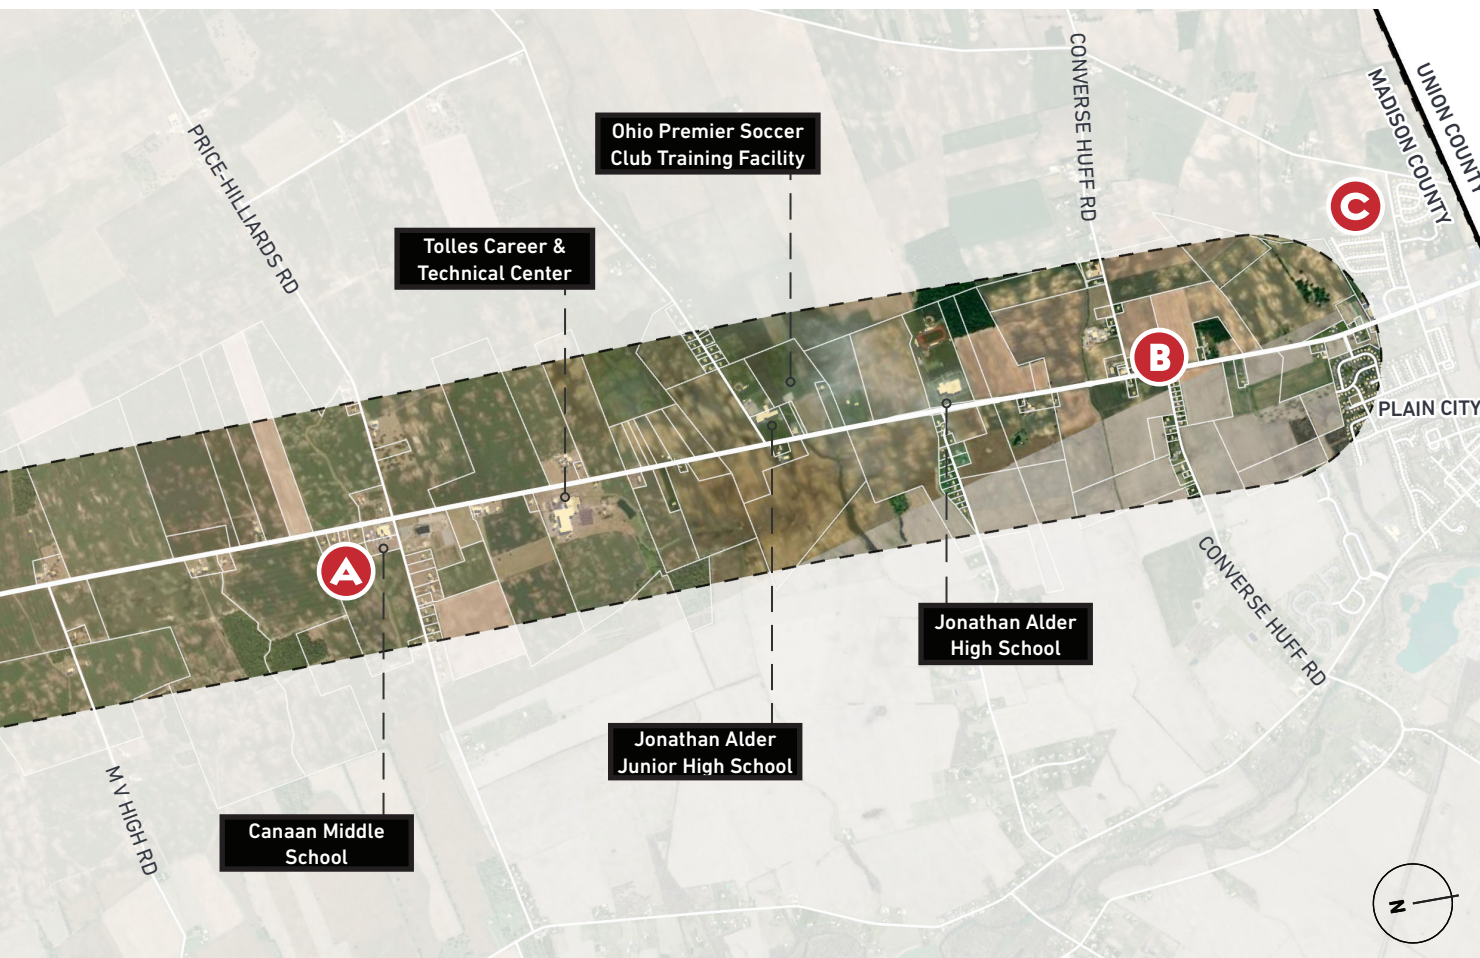 UNION COUNTY
MADISON COUNTY
CONVERSE HUFF RD
PRICE-HILLIARDS RD
Ohio Premier Soccer
Club Training Facility
C
Tolles Career &
Technical Center
B
PLAIN CITY
A
CONVERSE HUFF RD
Jonathan Alder
High School
Jonathan Alder
Junior High School
M V HIGH RD
Canaan Middle
School
N